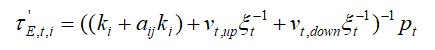 τ'_{E,t,i} = ((k_i + a_{ij}k_i) + v_{t,up}ξ_t^{-1} + v_{t,down}ξ_t^{-1})^{-1} p_t